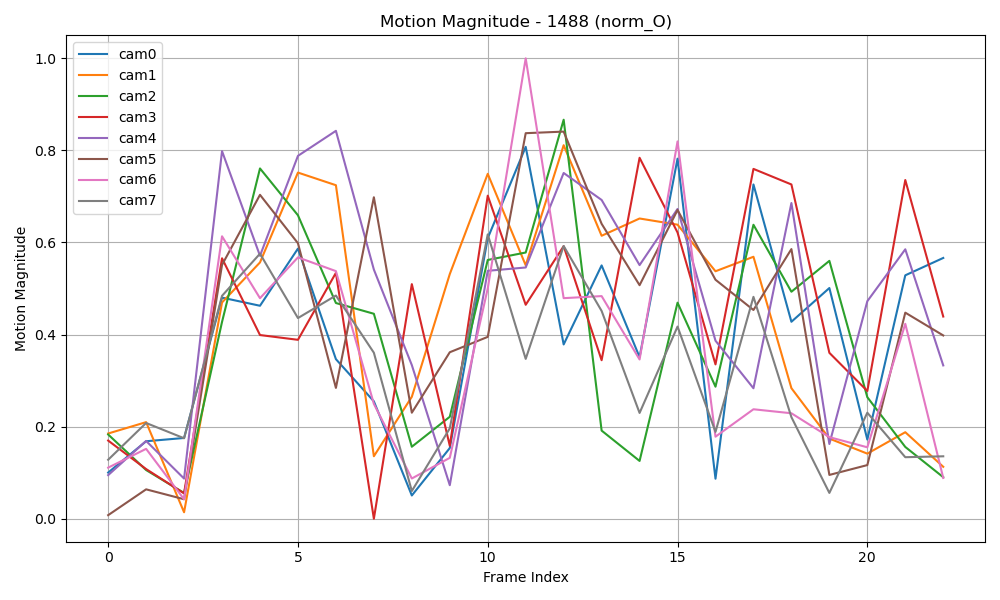 Motion Magnitude - 1488 (norm_O)
cam0
cam1
cam2
cam3
cam4
cam5
cam6
cam7
Motion Magnitude
1.0
0.8
0.6
0.4
0.2
0.0
0 5 10 15 20
Frame Index